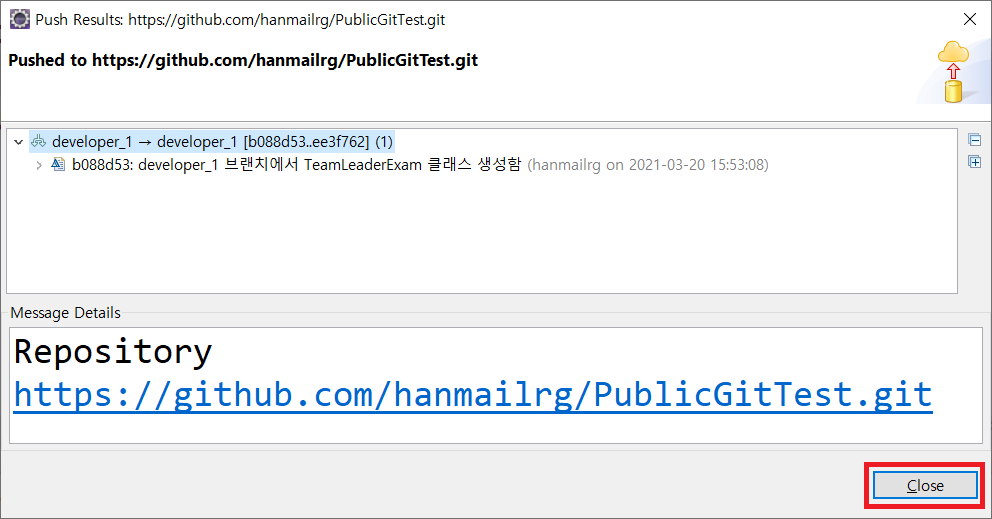 Push Results: https://github.com/hanmailrg/PublicGitTest.git
Pushed to https://github.com/hanmailrg/PublicGitTest.git
developer_1 → developer_1 [b088d53..ee3f762] (1)
b088d53: developer_1 브랜치에서 TeamLeaderExam 클래스 생성함 (hanmailrg on 2021-03-20 15:53:08)
Message Details
Repository
https://github.com/hanmailrg/PublicGitTest.git
Close